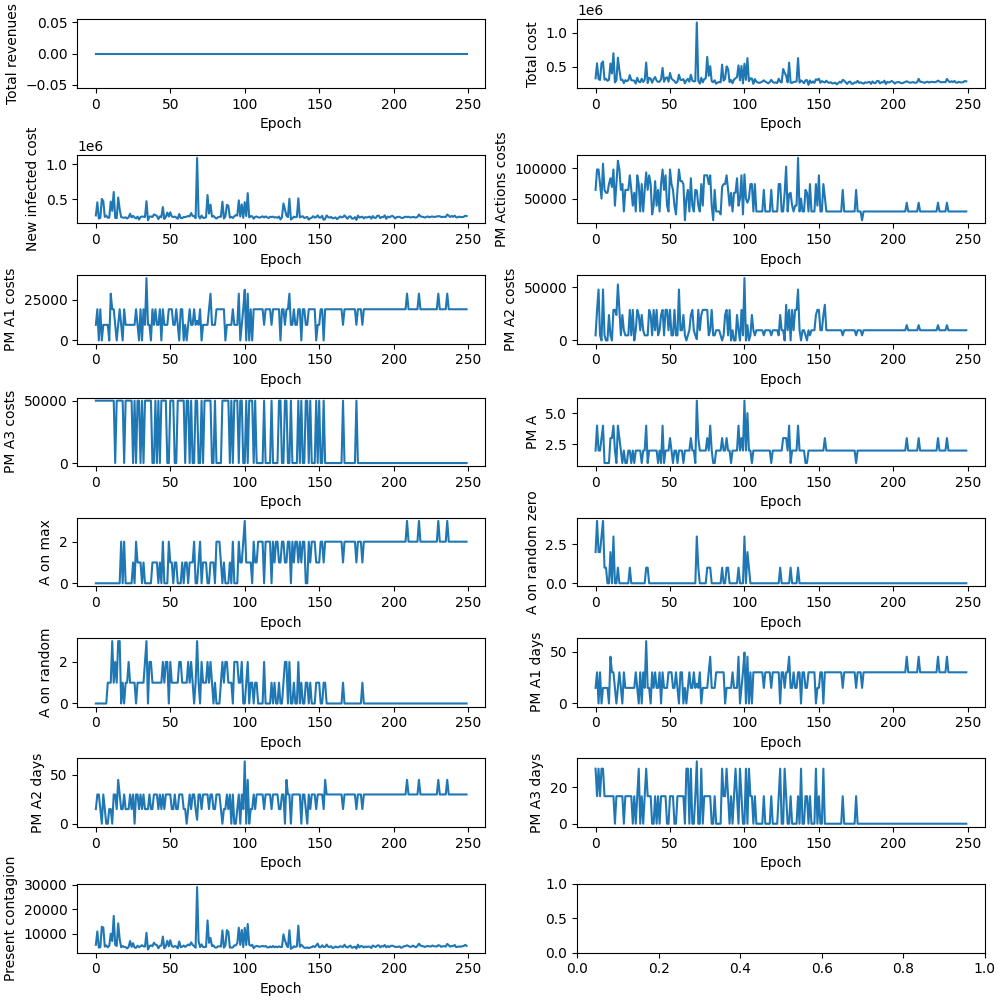 Total revenues
0.05
0.00
−0.05
0 50 100 150 200 250
Epoch
1e6
Total cost
1.0
0.5
0 50 100 150 200 250
Epoch
1e6
New infected cost
1.0
0.5
0 50 100 150 200 250
Epoch
PM Actions costs
100000
50000
0 50 100 150 200 250
Epoch
PM A1 costs
25000
0
0 50 100 150 200 250
Epoch
PM A2 costs
50000
0
0 50 100 150 200 250
Epoch
PM A3 costs
50000
0
0 50 100 150 200 250
Epoch
PM A
5.0
2.5
0 50 100 150 200 250
Epoch
A on max
2
0
0 50 100 150 200 250
Epoch
A on random zero
2.5
0.0
0 50 100 150 200 250
Epoch
A on random
2
0
0 50 100 150 200 250
Epoch
PM A1 days
50
0
0 50 100 150 200 250
Epoch
PM A2 days
50
0
0 50 100 150 200 250
Epoch
PM A3 days
20
0
0 50 100 150 200 250
Epoch
Present contagion
30000
20000
10000
0 50 100 150 200 250
Epoch
1.0
0.5
0.0
0.0 0.2 0.4 0.6 0.8 1.0